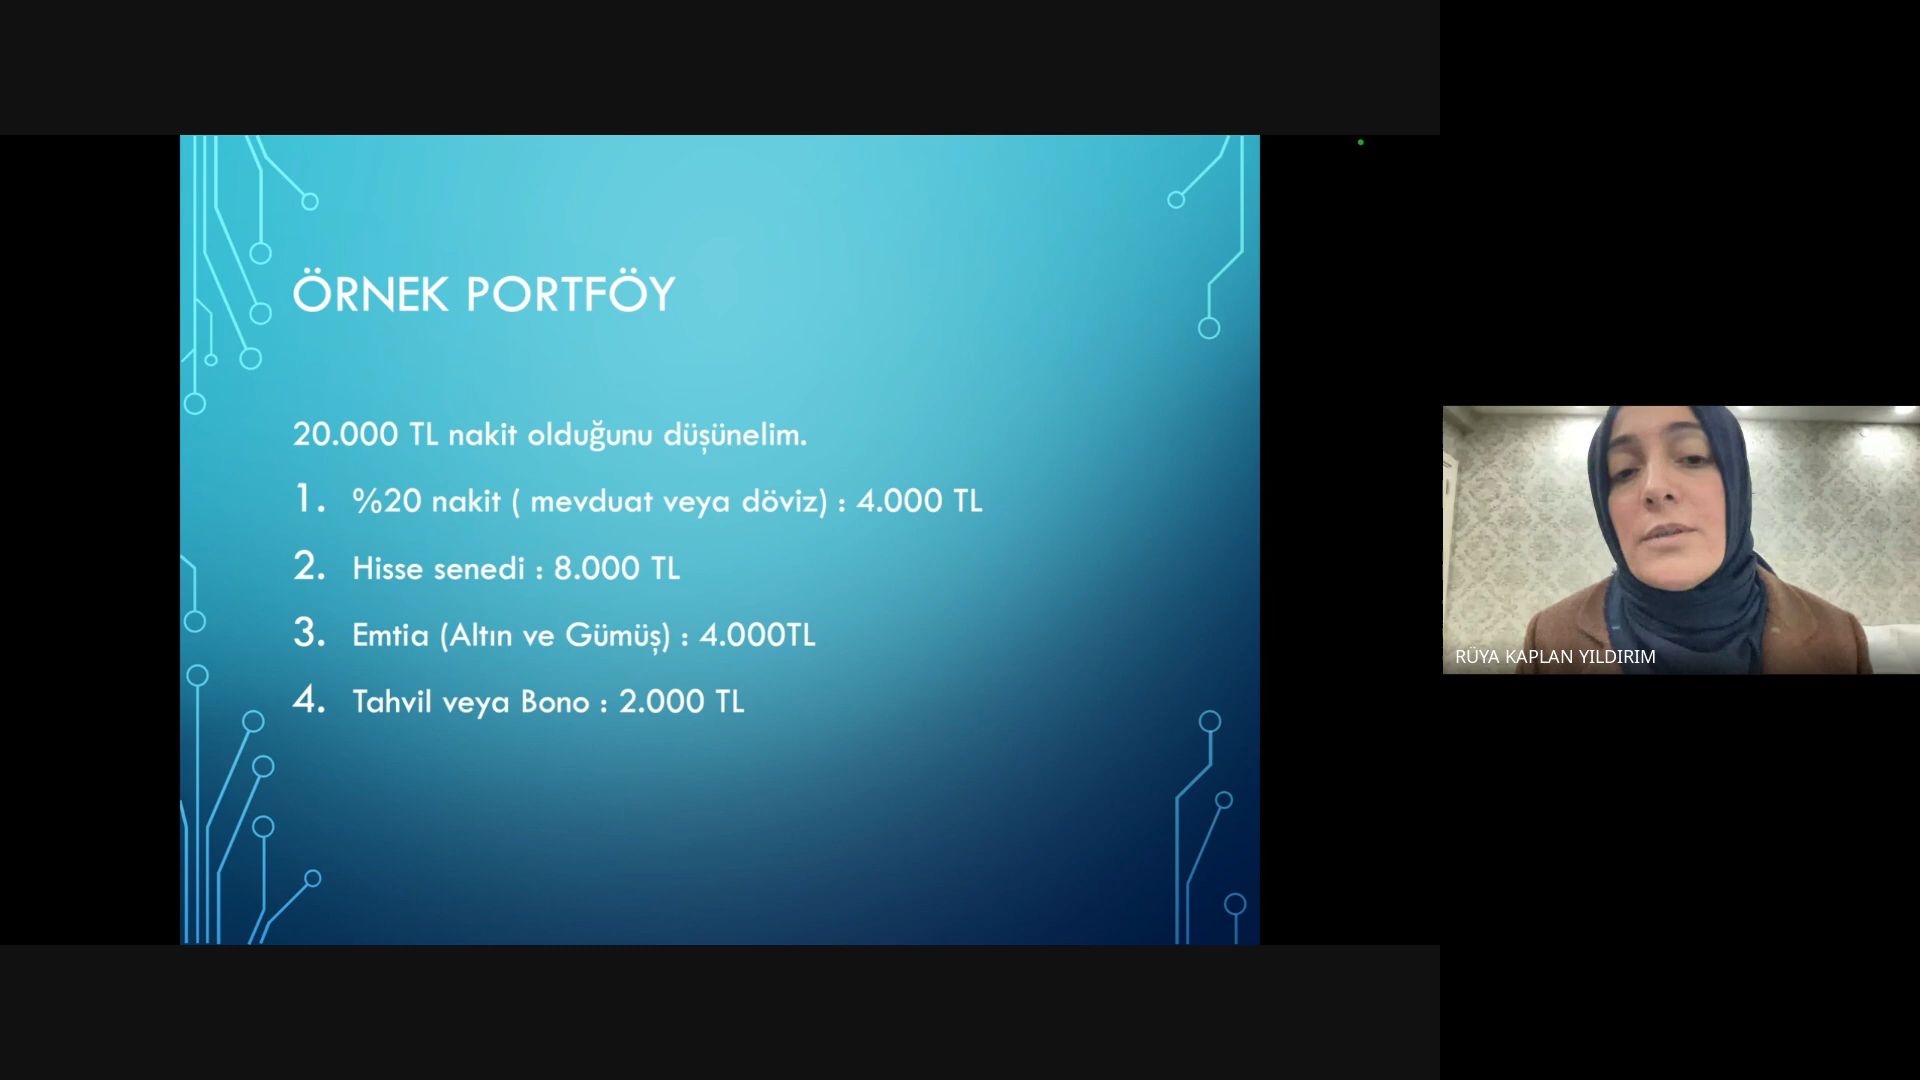 ÖRNEK PORTFÖY
20.000 TL nakit olduğunu düşünelim.
1. %20 nakit ( mevduat veya döviz) : 4.000 TL
2. Hisse senedi : 8.000 TL
3. Emtia (Altın ve Gümüş) : 4.000TL
4. Tahvil veya Bono : 2.000 TL
RÜYA KAPLAN YILDIRIM